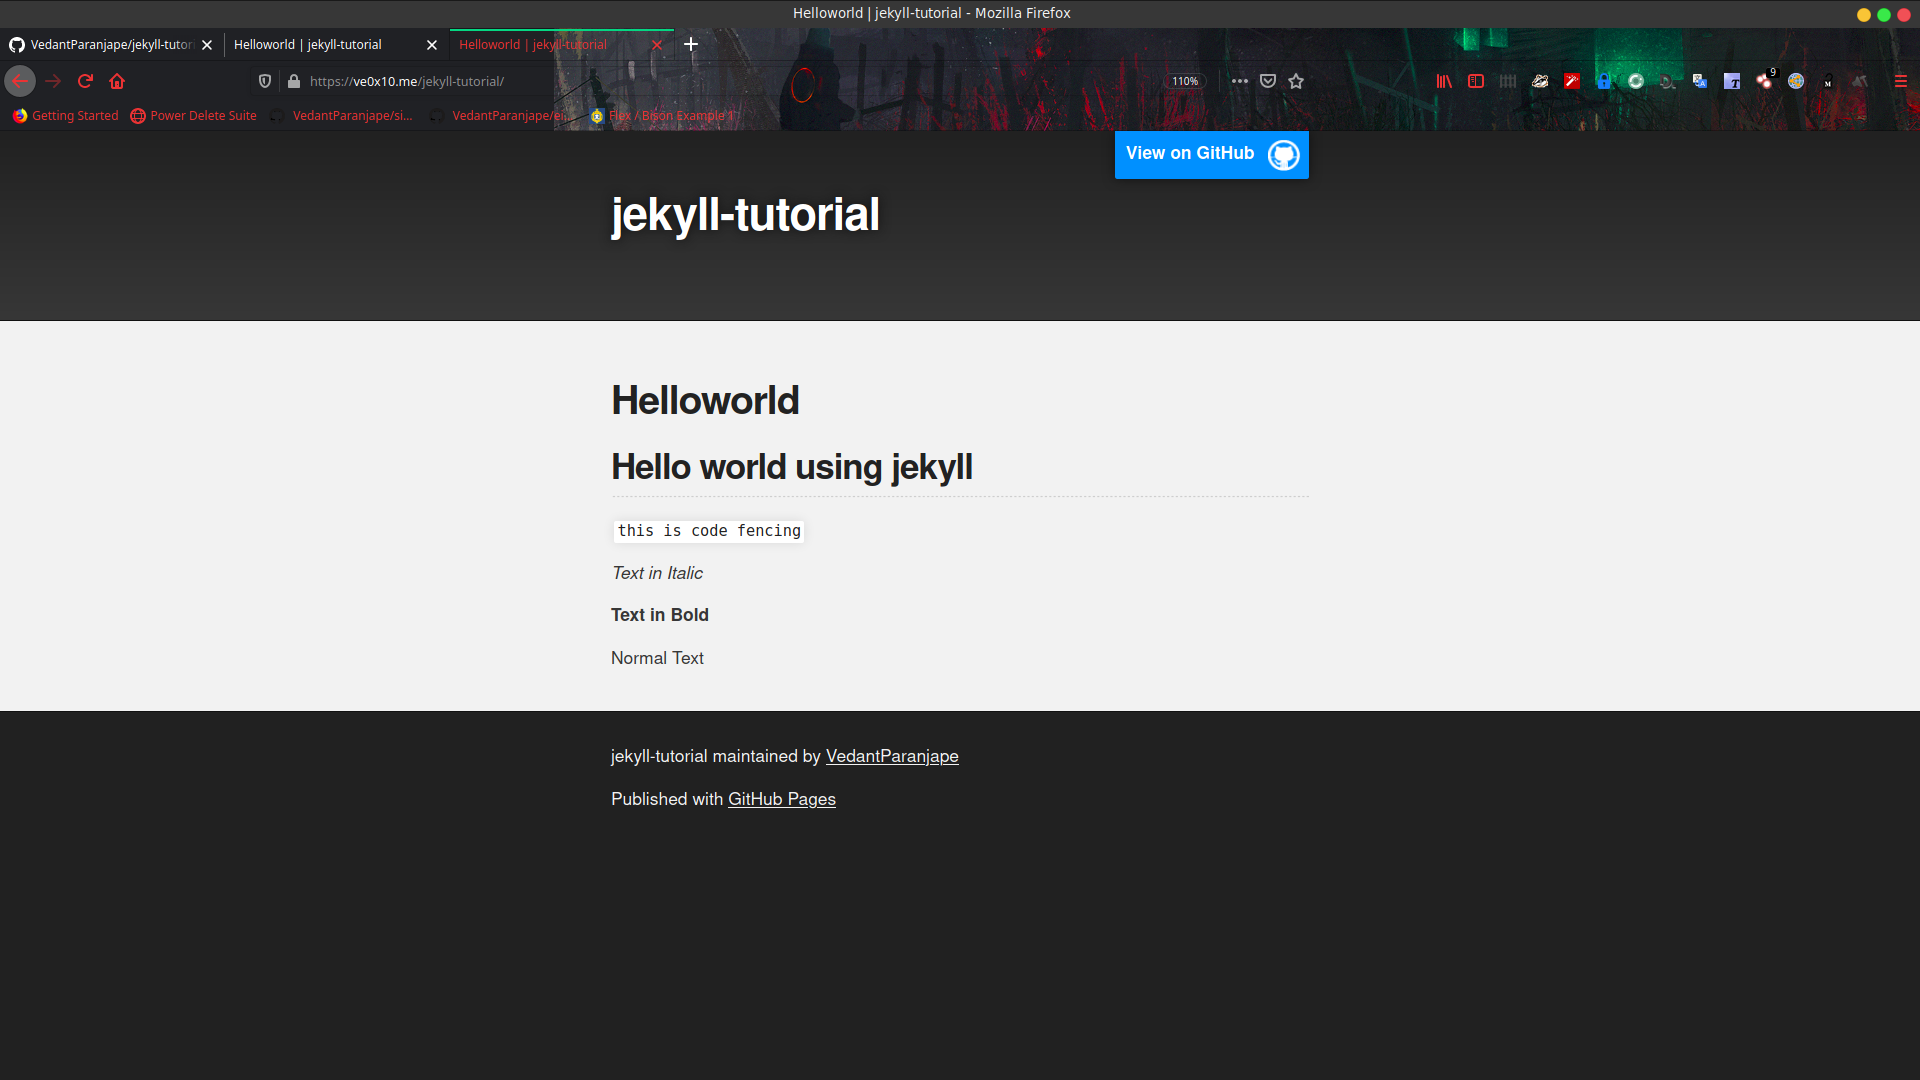 Helloworld | jekyll-tutorial - Mozilla Firefox
VedantParanjape/jekyll-tutor
Helloworld | jekyll-tutorial
Helloworld | jekyll-tutorial
https://ve0x10.me/jekyll-tutorial/
110%
9
Getting Started
Power Delete Suite
VedantParanjape/si...
VedantParanjape/ei...
Flex / Bison Example 1
View on GitHub
jekyll-tutorial
Helloworld
Hello world using jekyll
this is code fencing
Text in Italic
Text in Bold
Normal Text
jekyll-tutorial maintained by VedantParanjape
Published with GitHub Pages